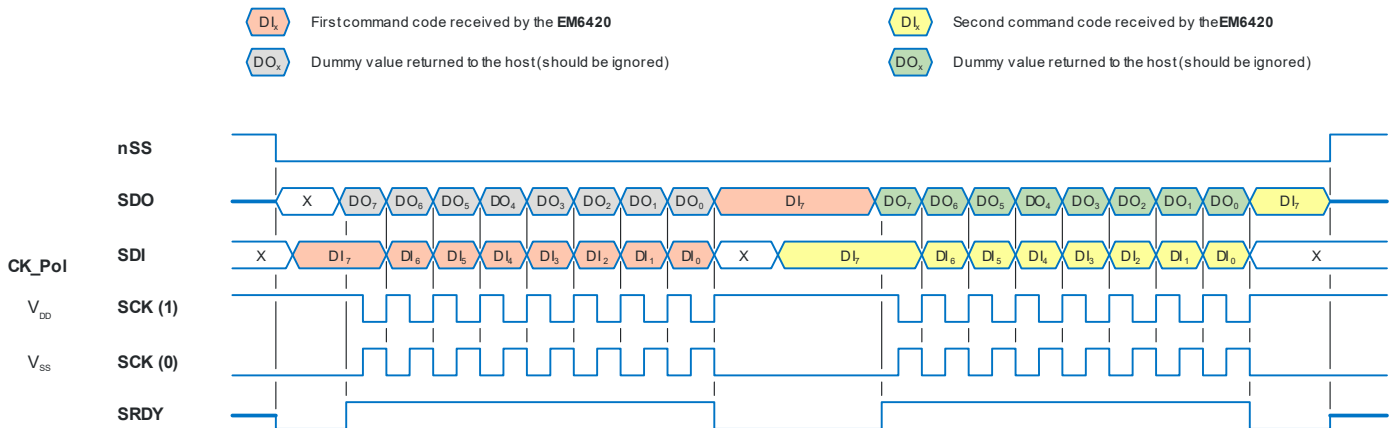 DIx First command code received by the EM6420 DIx Second command code received by the EM6420
DOx Dummy value returned to the host (should be ignored) DOx Dummy value returned to the host (should be ignored)
nSS
SDO X DO7 DO6 DO5 DO4 DO3 DO2 DO1 DO0 DI7 DO7 DO6 DO5 DO4 DO3 DO2 DO1 DO0 DI7
SDI X DI7 DI6 DI5 DI4 DI3 DI2 DI1 DI0 X DI7 DI6 DI5 DI4 DI3 DI2 DI1 DI0 X
CK_Pol
VDD SCK (1)
VSS SCK (0)
SRDY